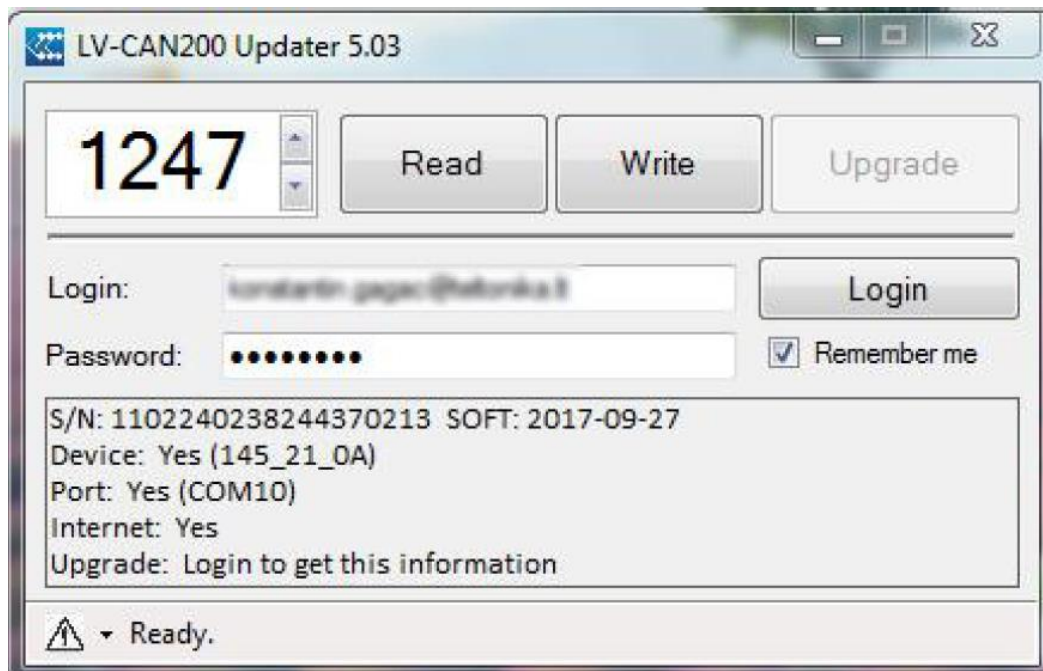 LV-CAN200 Updater 5.03
1247 Read Write Upgrade
Login: Login
Password: •••••••• Remember me
S/N: 1102240238244370213 SOFT: 2017-09-27
Device: Yes (145_21_0A)
Port: Yes (COM10)
Internet: Yes
Upgrade: Login to get this information
Ready.